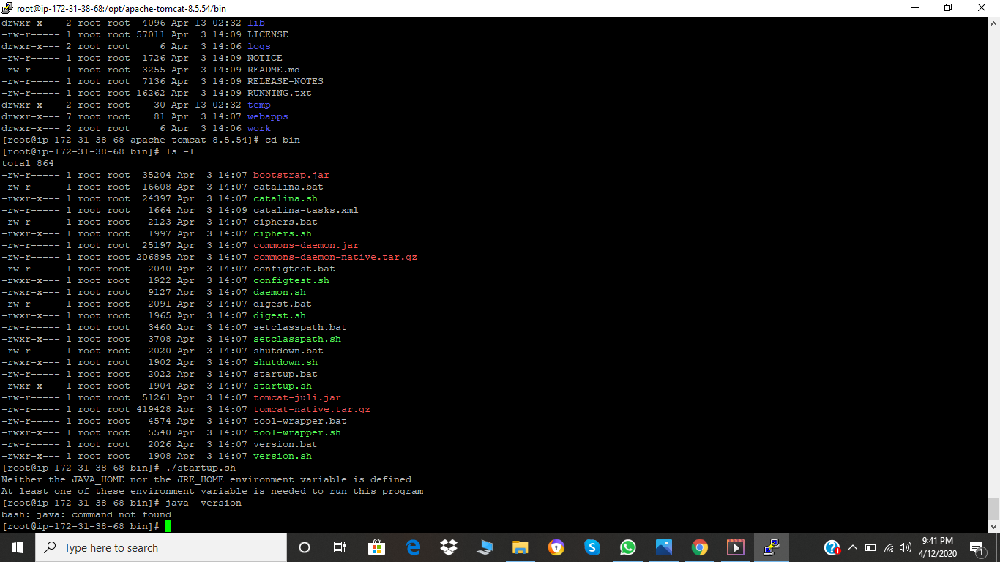 root@ip-172-31-38-68:/opt/apache-tomcat-8.5.54/bin
drwxr-x--- 2 root root  4096 Apr 13 02:32 lib
-rw-r----- 1 root root 57011 Apr  3 14:09 LICENSE
drwxr-x--- 2 root root     6 Apr  3 14:06 logs
-rw-r----- 1 root root  1726 Apr  3 14:09 NOTICE
-rw-r----- 1 root root  3255 Apr  3 14:09 README.md
-rw-r----- 1 root root  7136 Apr  3 14:09 RELEASE-NOTES
-rw-r----- 1 root root 16262 Apr  3 14:09 RUNNING.txt
drwxr-x--- 2 root root    30 Apr 13 02:32 temp
drwxr-x--- 7 root root    81 Apr  3 14:07 webapps
drwxr-x--- 2 root root     6 Apr  3 14:06 work
[root@ip-172-31-38-68 apache-tomcat-8.5.54]# cd bin
[root@ip-172-31-38-68 bin]# ls -l
total 864
-rw-r----- 1 root root  35204 Apr  3 14:07 bootstrap.jar
-rw-r----- 1 root root  16608 Apr  3 14:07 catalina.bat
-rwxr-x--- 1 root root  24397 Apr  3 14:07 catalina.sh
-rw-r----- 1 root root   1664 Apr  3 14:09 catalina-tasks.xml
-rw-r----- 1 root root   2123 Apr  3 14:07 ciphers.bat
-rwxr-x--- 1 root root   1997 Apr  3 14:07 ciphers.sh
-rw-r----- 1 root root  25197 Apr  3 14:07 commons-daemon.jar
-rw-r----- 1 root root 206895 Apr  3 14:07 commons-daemon-native.tar.gz
-rw-r----- 1 root root   2040 Apr  3 14:07 configtest.bat
-rwxr-x--- 1 root root   1922 Apr  3 14:07 configtest.sh
-rwxr-x--- 1 root root   9127 Apr  3 14:07 daemon.sh
-rw-r----- 1 root root   2091 Apr  3 14:07 digest.bat
-rwxr-x--- 1 root root   1965 Apr  3 14:07 digest.sh
-rw-r----- 1 root root   3460 Apr  3 14:07 setclasspath.bat
-rwxr-x--- 1 root root   3708 Apr  3 14:07 setclasspath.sh
-rw-r----- 1 root root   2020 Apr  3 14:07 shutdown.bat
-rwxr-x--- 1 root root   1902 Apr  3 14:07 shutdown.sh
-rw-r----- 1 root root   2022 Apr  3 14:07 startup.bat
-rwxr-x--- 1 root root   1904 Apr  3 14:07 startup.sh
-rw-r----- 1 root root  51261 Apr  3 14:07 tomcat-juli.jar
-rw-r----- 1 root root 419428 Apr  3 14:07 tomcat-native.tar.gz
-rw-r----- 1 root root   4574 Apr  3 14:07 tool-wrapper.bat
-rwxr-x--- 1 root root   5540 Apr  3 14:07 tool-wrapper.sh
-rw-r----- 1 root root   2026 Apr  3 14:07 version.bat
-rwxr-x--- 1 root root   1908 Apr  3 14:07 version.sh
[root@ip-172-31-38-68 bin]# ./startup.sh
Neither the JAVA_HOME nor the JRE_HOME environment variable is defined
At least one of these environment variable is needed to run this program
[root@ip-172-31-38-68 bin]# java -version
bash: java: command not found
[root@ip-172-31-38-68 bin]#
Type here to search
9:41 PM
4/12/2020
1